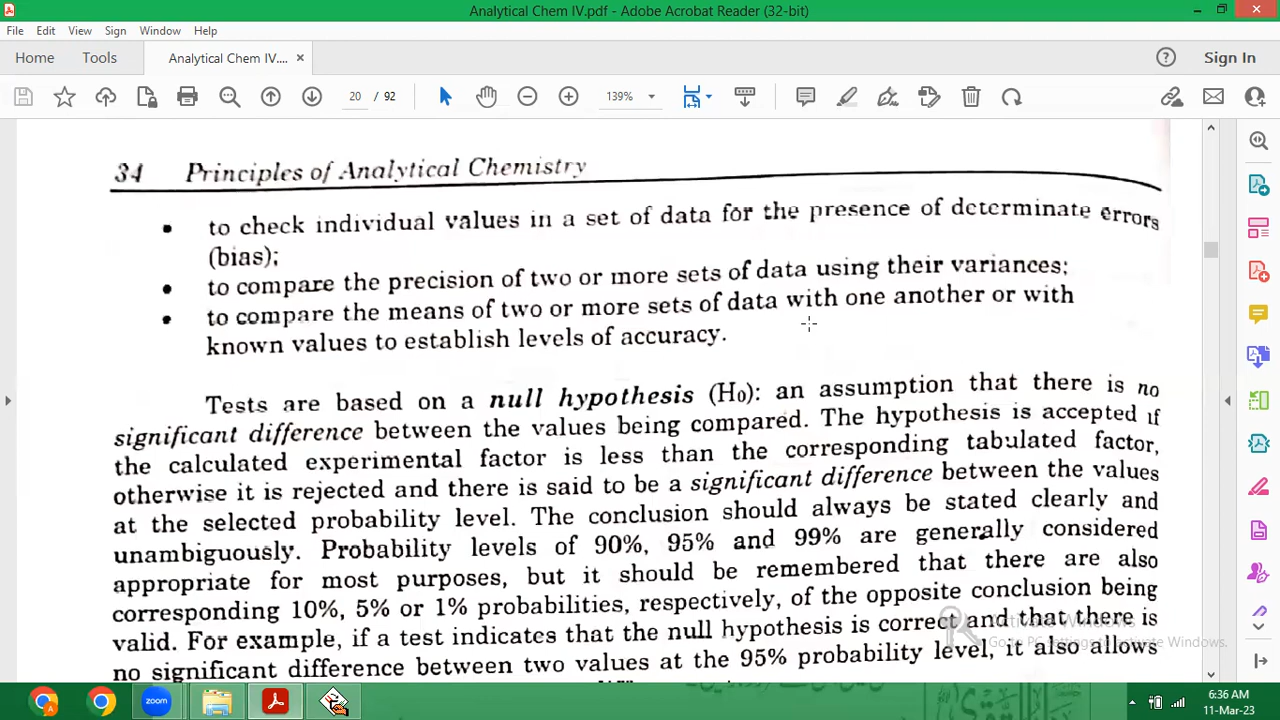 Analytical Chem IV.pdf - Adobe Acrobat Reader (32-bit)
File Edit View Sign Window Help
Home Tools Analytical Chem IV.... × Sign In
20 / 92 139%
34 Principles of Analytical Chemistry
• to check individual values in a set of data for the presence of determinate errors
(bias);
• to compare the precision of two or more sets of data using their variances;
• to compare the means of two or more sets of data with one another or with
known values to establish levels of accuracy.
Tests are based on a null hypothesis (H0): an assumption that there is no
significant difference between the values being compared. The hypothesis is accepted if
the calculated experimental factor is less than the corresponding tabulated factor,
otherwise it is rejected and there is said to be a significant difference between the values
at the selected probability level. The conclusion should always be stated clearly and
unambiguously. Probability levels of 90%, 95% and 99% are generally considered
appropriate for most purposes, but it should be remembered that there are also
corresponding 10%, 5% or 1% probabilities, respectively, of the opposite conclusion being
valid. For example, if a test indicates that the null hypothesis is correct and that there is
no significant difference between two values at the 95% probability level, it also allows
Activate Windows
Go to PC settings to activate Windows.
zoom
6:36 AM
11-Mar-23